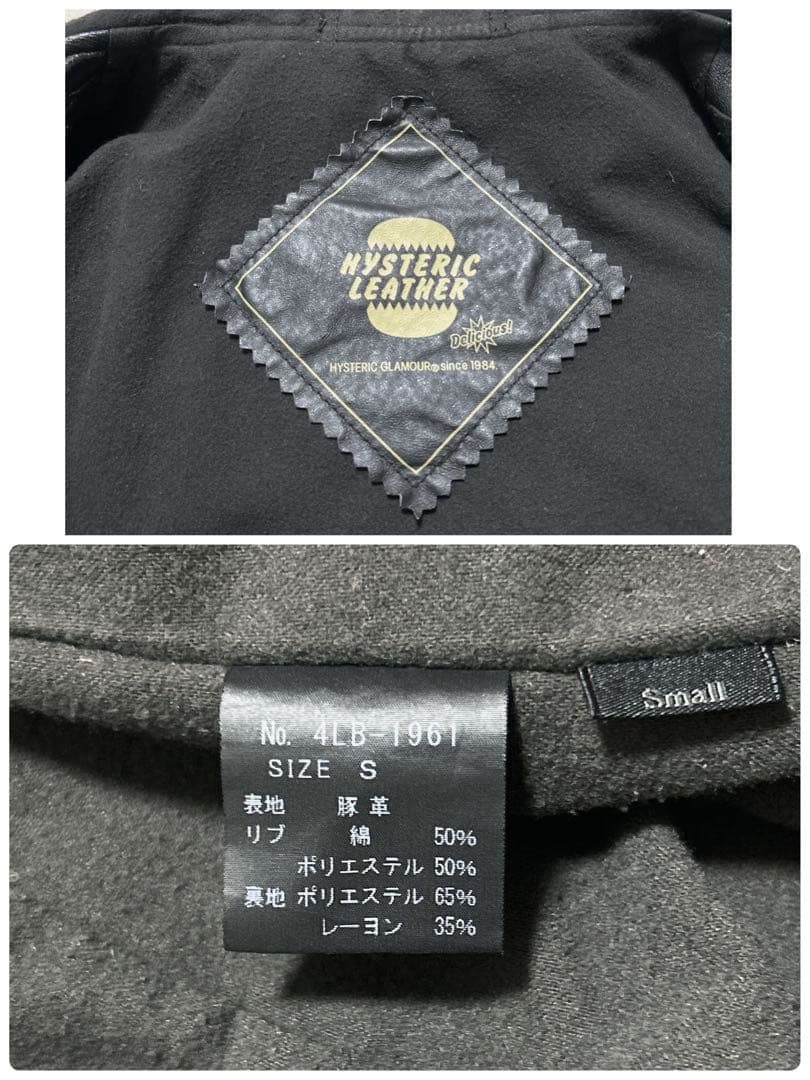 HYSTERIC
LEATHER
Delicious!
HYSTERIC GLAMOUR® since 1984.
Small
No. 4LB-1961
SIZE S
表地 豚革
リブ 綿 50%
ポリエステル 50%
裏地 ポリエステル 65%
レーヨン 35%